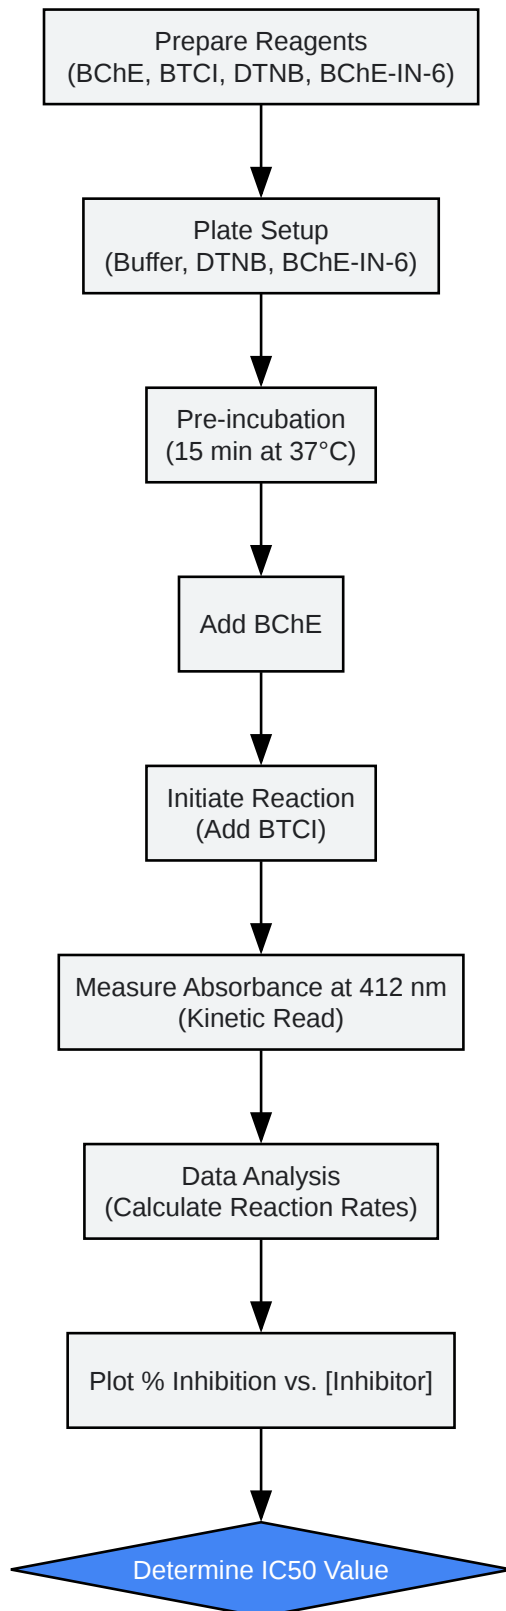 Prepare Reagents
(BChE, BTCI, DTNB, BChE-IN-6)
Plate Setup
(Buffer, DTNB, BChE-IN-6)
Pre-incubation
(15 min at 37°C)
Add BChE
Initiate Reaction
(Add BTCI)
Measure Absorbance at 412 nm
(Kinetic Read)
Data Analysis
(Calculate Reaction Rates)
Plot % Inhibition vs. [Inhibitor]
Determine IC50 Value